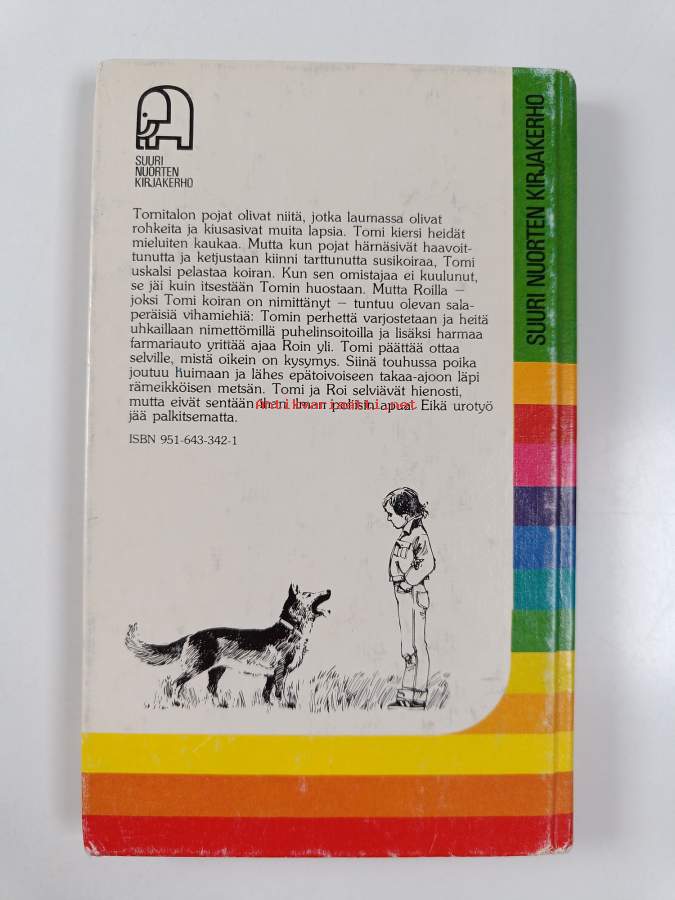 SUURI
NUORTEN
KIRJAKERHO
Tornitalon pojat olivat niitä, jotka laumassa olivat
rohkeita ja kiusasivat muita lapsia. Tomi kiersi heidät
mieluiten kaukaa. Mutta kun pojat härnäsivät haavoit-
tunutta ja ketjustaan kiinni tarttunutta susikoiraa, Tomi
uskalsi pelastaa koiran. Kun sen omistajaa ei kuulunut,
se jäi kuin itsestään Tomin huostaan. Mutta Roilla —
joksi Tomi koiran on nimittänyt — tuntuu olevan sala-
peräisiä vihamiehiä: Tomin perhettä varjostetaan ja heitä
uhkaillaan nimettömillä puhelinsoitoilla ja lisäksi harmaa
farmariauto yrittää ajaa Roin yli. Tomi päättää ottaa
selville, mistä oikein on kysymys. Siinä touhussa poika
joutuu huimaan ja lähes epätoivoiseen takaa-ajoon läpi
rämeikköisen metsän. Tomi ja Roi selviävät hienosti,
mutta eivät sentään ihan ilman poliisin apua. Eikä urotyö
jää palkitsematta.
Antikvariaatti.net
ISBN 951-643-342-1
SUURI NUORTEN KIRJAKERHO